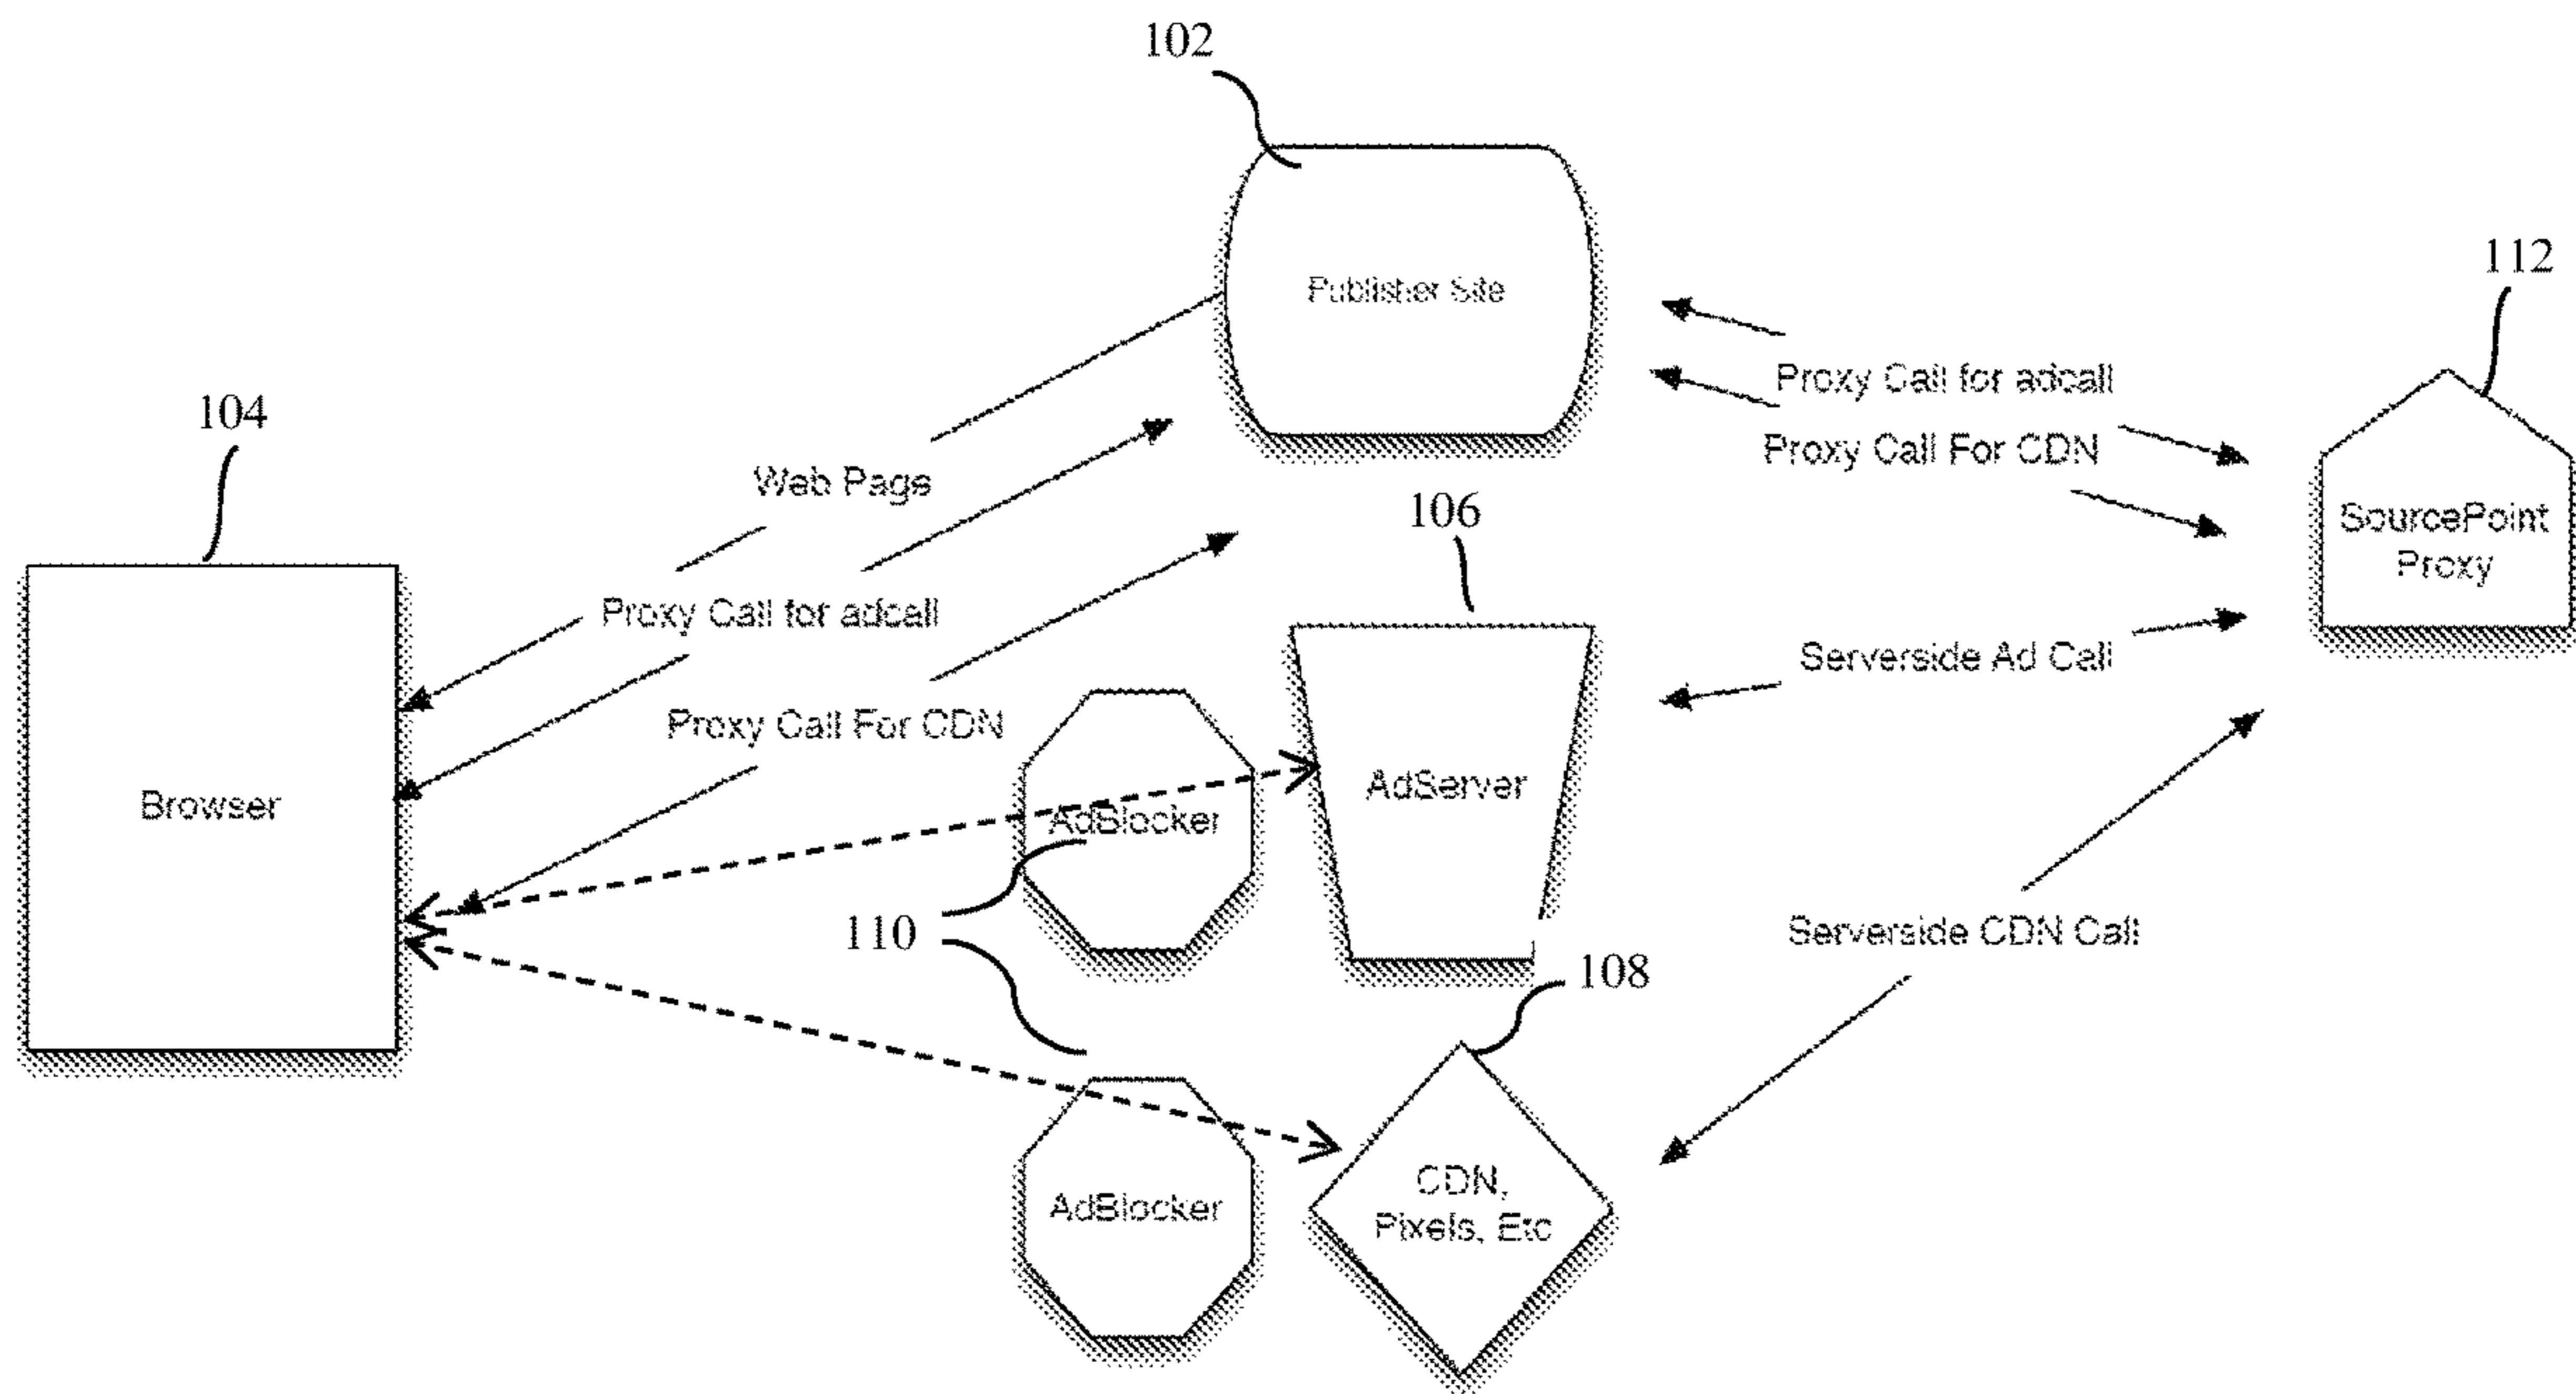 102
Publisher Site
112
Proxy Call for adcall
Proxy Call For CDN
SourcePoint
Proxy
104
Web Page
Proxy Call for adcall
Proxy Call For CDN
106
Serverside Ad Call
Browser
AdBlocker
AdServer
110
108
Serverside CDN Call
AdBlocker
CDN,
Pixels, Etc